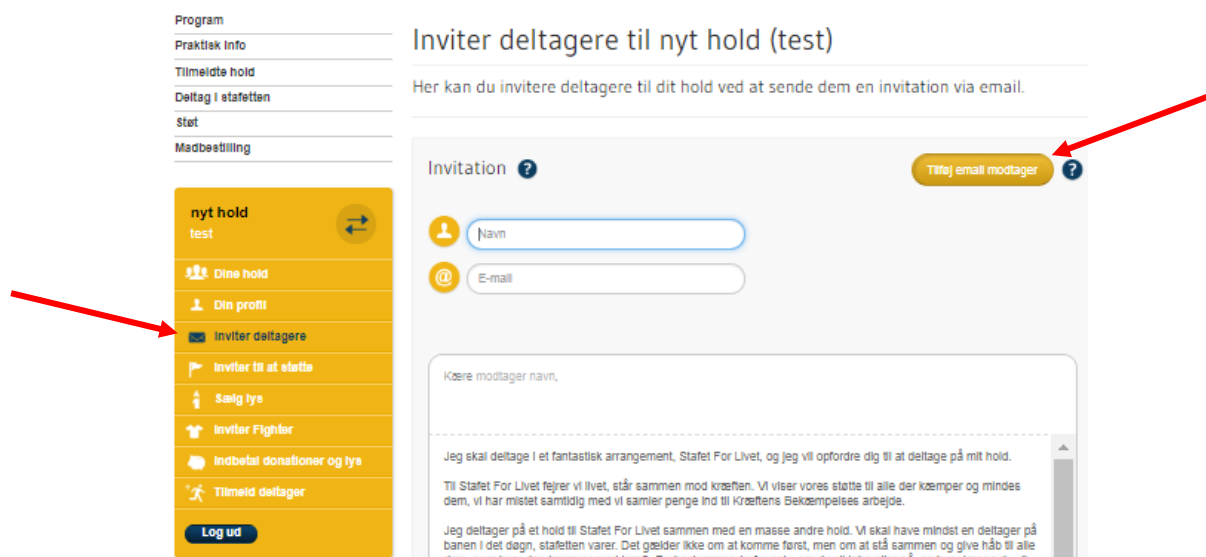 Program
Praktisk Info
Tilmeldte hold
Deltag i stafetten
Støt
Madbestilling
nyt hold
test
Dine hold
Din profil
Inviter deltagere
Inviter til at støtte
Sælg lys
Inviter Fighter
Indbetal donationer og lys
Tilmeld deltager
Log ud
Inviter deltagere til nyt hold (test)
Her kan du invitere deltagere til dit hold ved at sende dem en invitation via email.
Invitation ?
Tilføj email modtager ?
Navn
@ E-mail
Kære modtager navn,
Jeg skal deltage i et fantastisk arrangement, Stafet For Livet, og jeg vil opfordre dig til at deltage på mit hold.
Til Stafet For Livet fejrer vi livet, står sammen mod kræften. Vi viser vores støtte til alle der kæmper og mindes
dem, vi har mistet samtidig med vi samler penge ind til Kræftens Bekæmpelses arbejde.
Jeg deltager på et hold til Stafet For Livet sammen med en masse andre hold. Vi skal have mindst en deltager på
banen i det døgn, stafetten varer. Det gælder ikke om at komme først, men om at stå sammen og give håb til alle